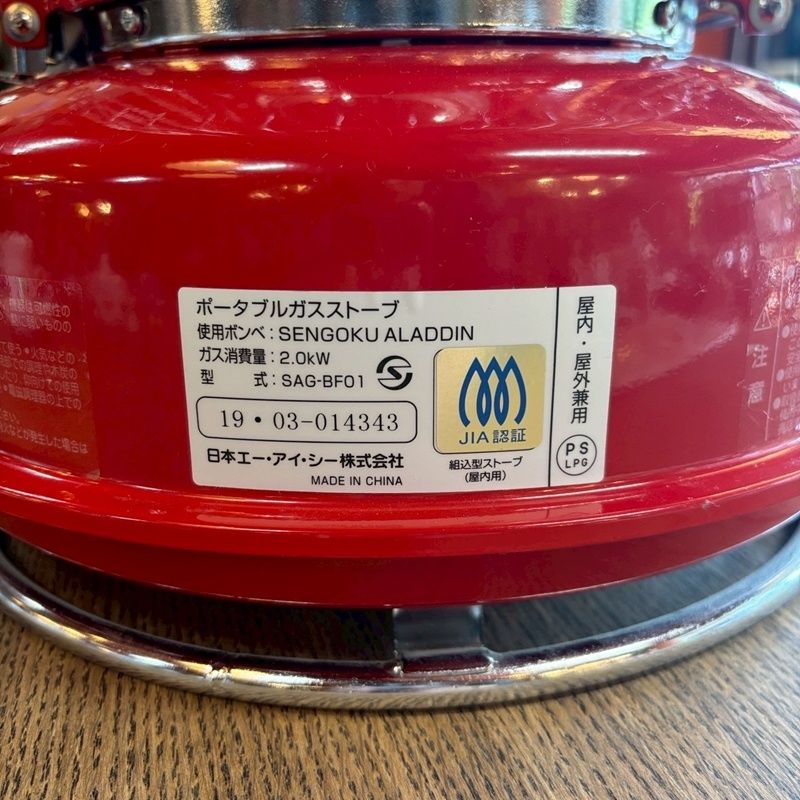 ポータブルガスストーブ
使用ボンベ：SENGOKU ALADDIN
ガス消費量：2.0kW
型　　式：SAG-BF01
19・03-014343
日本エー・アイ・シー株式会社
MADE IN CHINA
JIA 認証
組込型ストーブ
（屋内用）
屋内・屋外兼用
PS
LPG
注意